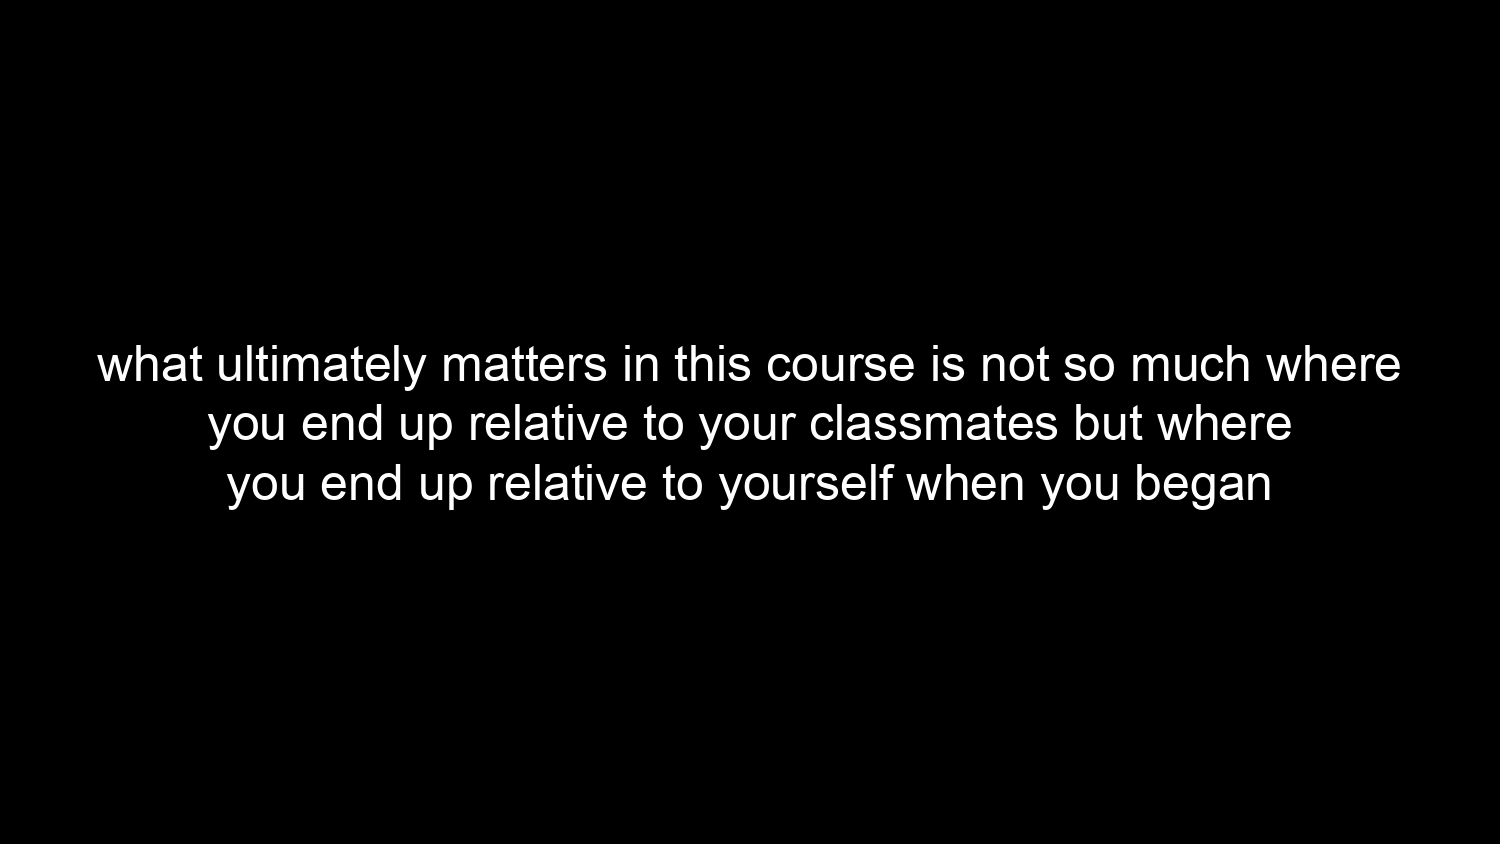 what ultimately matters in this course is not so much where
you end up relative to your classmates but where
you end up relative to yourself when you began